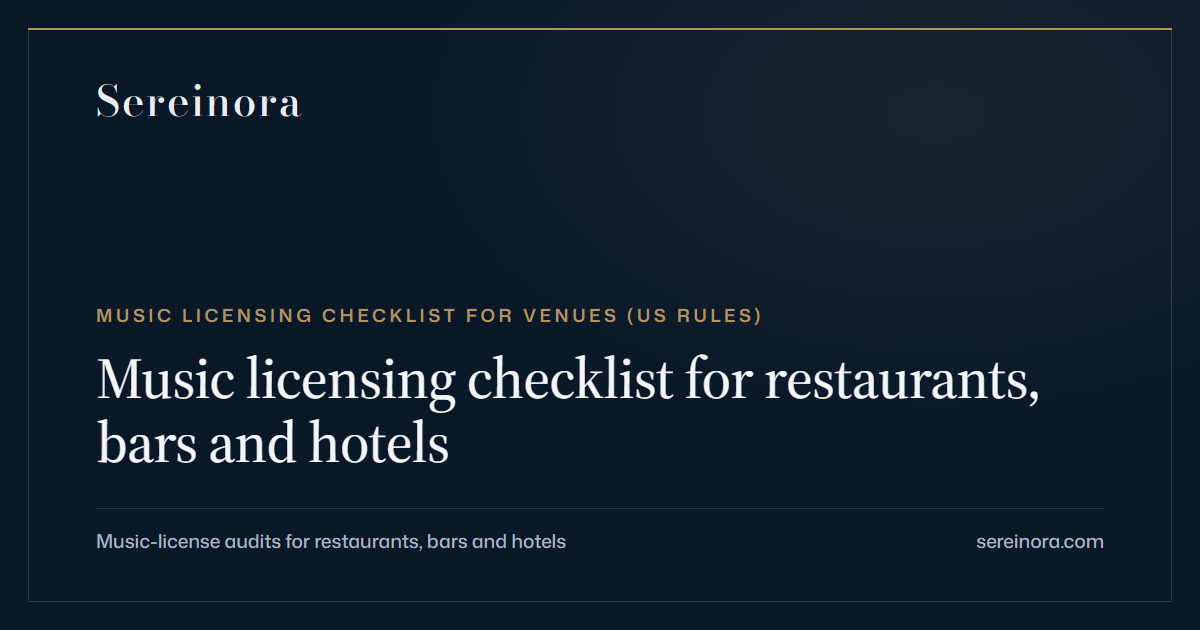 Sereinora
MUSIC LICENSING CHECKLIST FOR VENUES (US RULES)
Music licensing checklist for restaurants,
bars and hotels
Music-license audits for restaurants, bars and hotels
sereinora.com